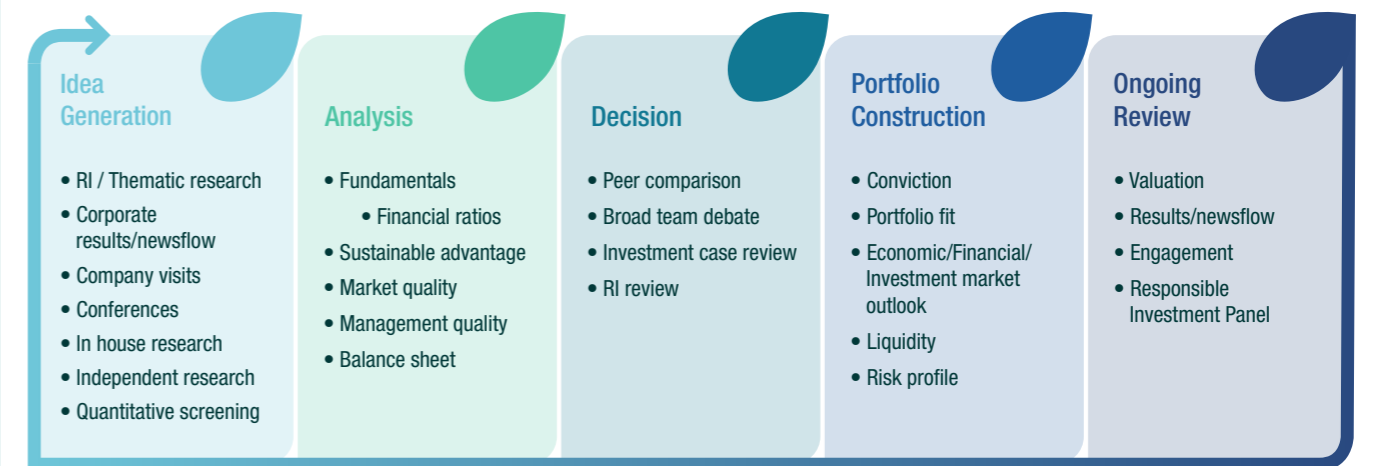 Idea
Generation
• RI / Thematic research
• Corporate
results/newsflow
• Company visits
• Conferences
• In house research
• Independent research
• Quantitative screening
Analysis
• Fundamentals
• Financial ratios
• Sustainable advantage
• Market quality
• Management quality
• Balance sheet
Decision
• Peer comparison
• Broad team debate
• Investment case review
• RI review
Portfolio
Construction
• Conviction
• Portfolio fit
• Economic/Financial/
Investment market
outlook
• Liquidity
• Risk profile
Ongoing
Review
• Valuation
• Results/newsflow
• Engagement
• Responsible
Investment Panel